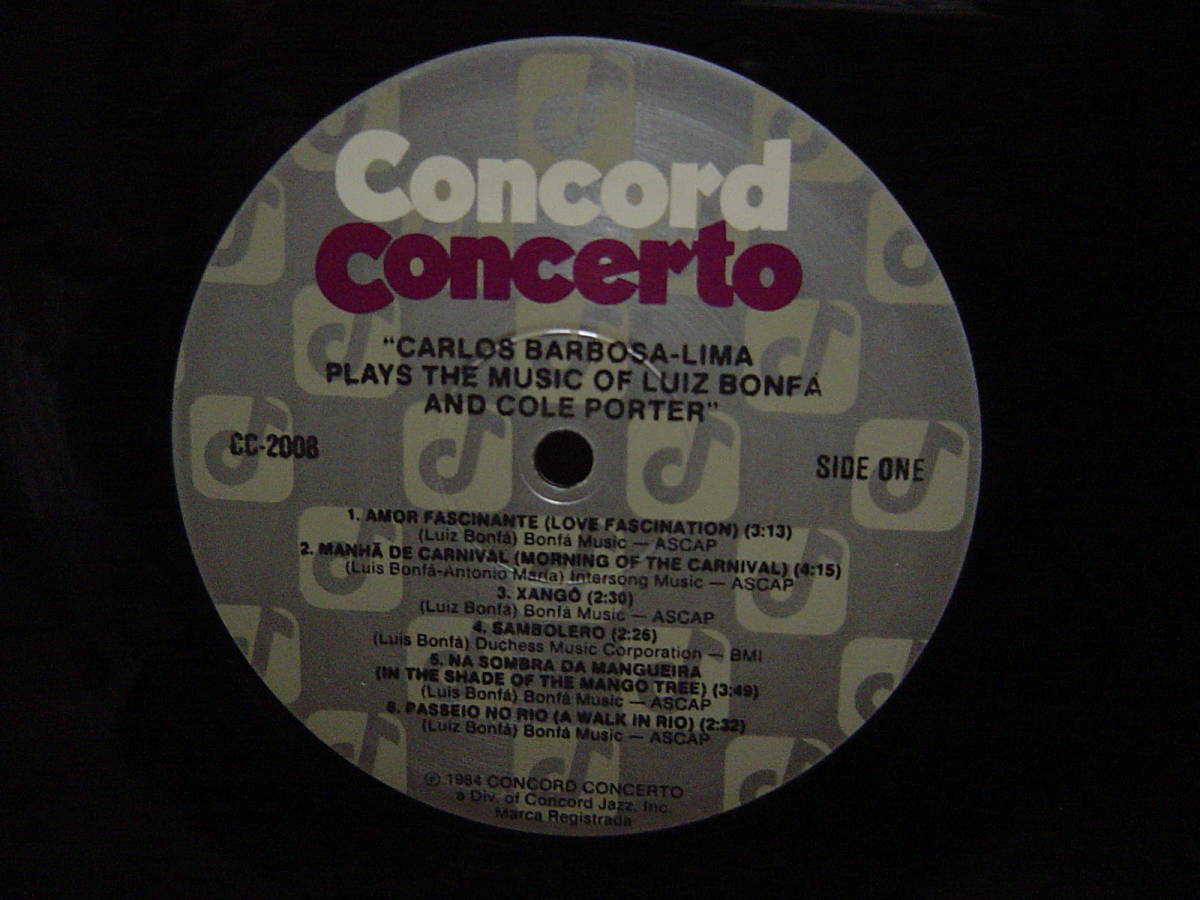 Concord
Concerto
"CARLOS BARBOSA-LIMA
PLAYS THE MUSIC OF LUIZ BONFÁ
AND COLE PORTER"
CC-2008
SIDE ONE
1. AMOR FASCINANTE (LOVE FASCINATION) (3:13)
(Luiz Bonfá) Bonfá Music — ASCAP
2. MANHÃ DE CARNIVAL (MORNING OF THE CARNIVAL) (4:15)
(Luis Bonfá-Antonio María) Intersong Music — ASCAP
3. XANGÔ (2:30)
(Luiz Bonfá) Bonfá Music — ASCAP
4. SAMBOLERO (2:26)
(Luis Bonfá) Duchess Music Corporation — BMI
5. NA SOMBRA DA MANGUEIRA
(IN THE SHADE OF THE MANGO TREE) (3:49)
(Luis Bonfá) Bonfá Music — ASCAP
6. PASSEIO NO RIO (A WALK IN RIO) (2:32)
(Luiz Bonfá) Bonfá Music — ASCAP
℗ 1984 CONCORD CONCERTO
a Div. of Concord Jazz, Inc.
Marca Registrada